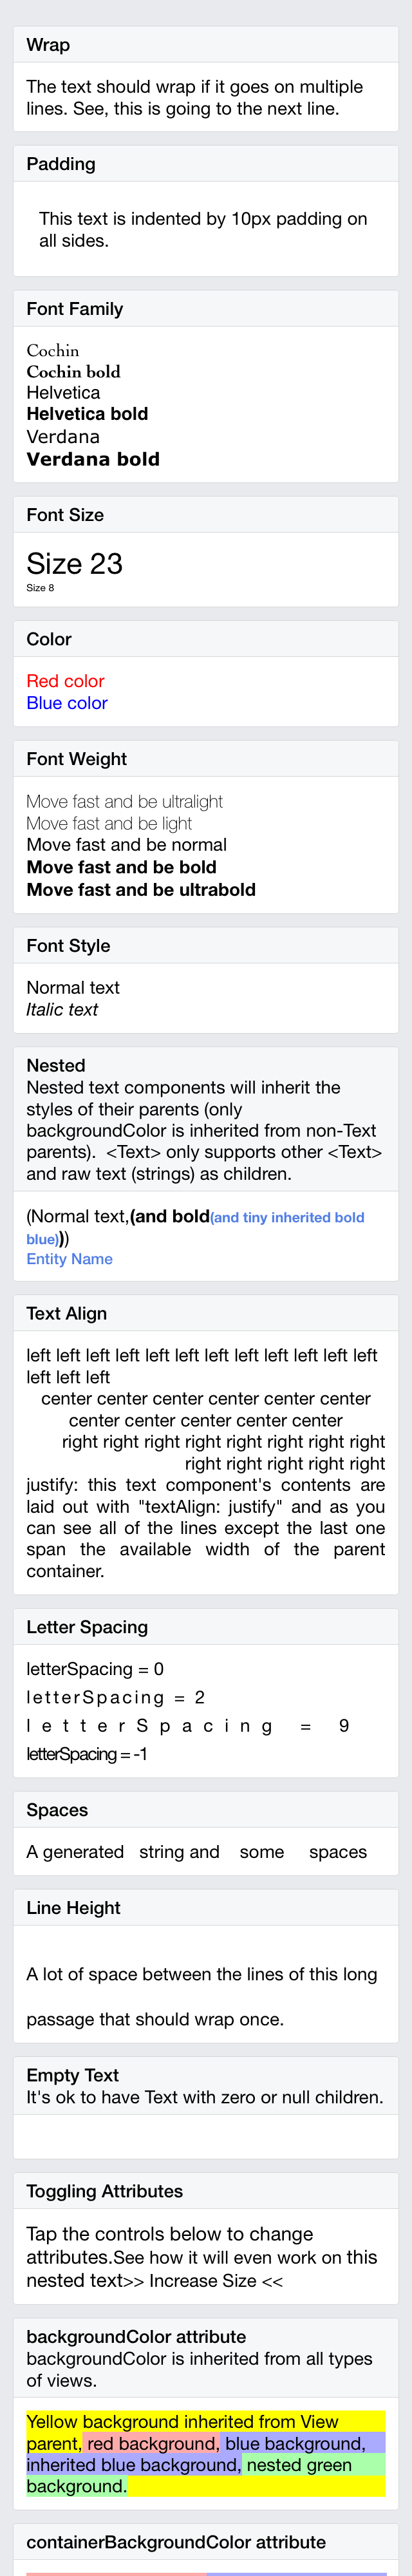 Wrap
The text should wrap if it goes on multiple
lines. See, this is going to the next line.
Padding
This text is indented by 10px padding on
all sides.
Font Family
Cochin
Cochin bold
Helvetica
Helvetica bold
Verdana
Verdana bold
Font Size
Size 23
Size 8
Color
Red color
Blue color
Font Weight
Move fast and be ultralight
Move fast and be light
Move fast and be normal
Move fast and be bold
Move fast and be ultrabold
Font Style
Normal text
Italic text
Nested
Nested text components will inherit the
styles of their parents (only
backgroundColor is inherited from non-Text
parents).  <Text> only supports other <Text>
and raw text (strings) as children.
(Normal text,(and bold(and tiny inherited bold
blue)))
Entity Name
Text Align
left left left left left left left left left left left left
left left left
center center center center center center
center center center center center
right right right right right right right right
right right right right right
justify: this text component's contents are
laid out with "textAlign: justify" and as you
can see all of the lines except the last one
span the available width of the parent
container.
Letter Spacing
letterSpacing = 0
letterSpacing = 2
letterSpacing = 9
letterSpacing = -1
Spaces
A generated   string and    some     spaces
Line Height
A lot of space between the lines of this long
passage that should wrap once.
Empty Text
It's ok to have Text with zero or null children.
Toggling Attributes
Tap the controls below to change
attributes.See how it will even work on this
nested text>> Increase Size <<
backgroundColor attribute
backgroundColor is inherited from all types
of views.
Yellow background inherited from View
parent, red background, blue background,
inherited blue background, nested green
background.
containerBackgroundColor attribute